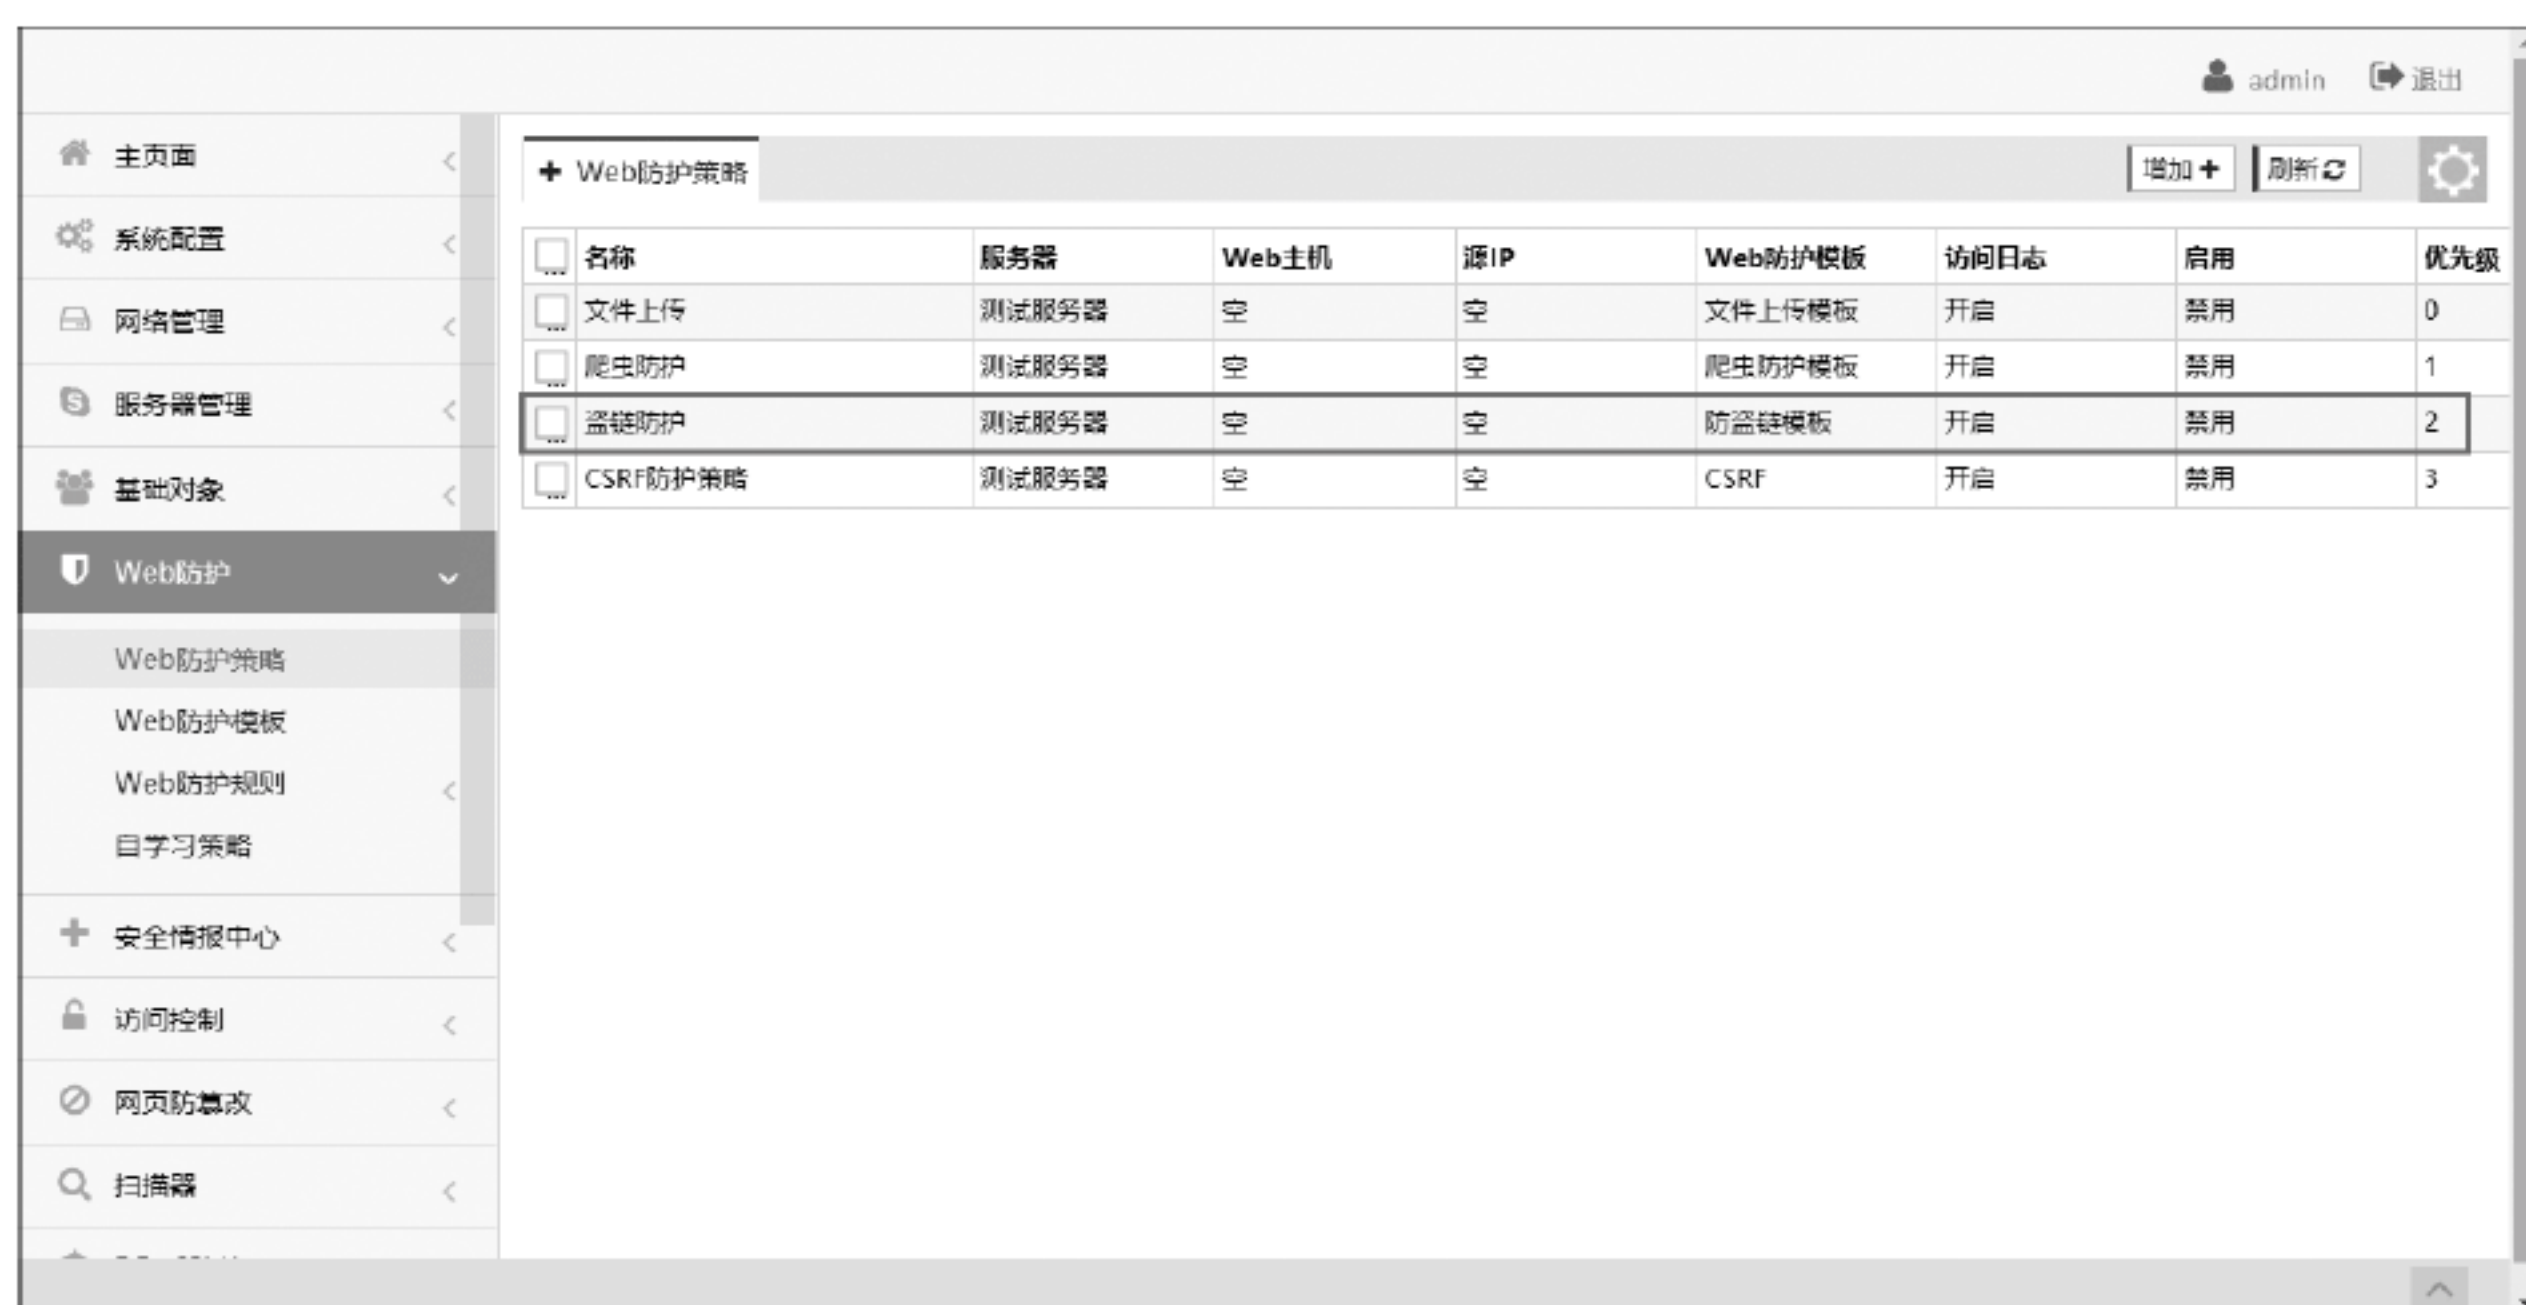 admin 退出
主页面
系统配置
网络管理
服务器管理
基础对象
Web防护
Web防护策略
Web防护模板
Web防护规则
自学习策略
安全情报中心
访问控制
网页防篡改
扫描器
Web防护策略 增加 刷新
名称 服务器 Web主机 源IP Web防护模板 访问日志 启用 优先级
文件上传 测试服务器 空 空 文件上传模板 开启 禁用 0
爬虫防护 测试服务器 空 空 爬虫防护模板 开启 禁用 1
盗链防护 测试服务器 空 空 防盗链模板 开启 禁用 2
CSRF防护策略 测试服务器 空 空 CSRF 开启 禁用 3